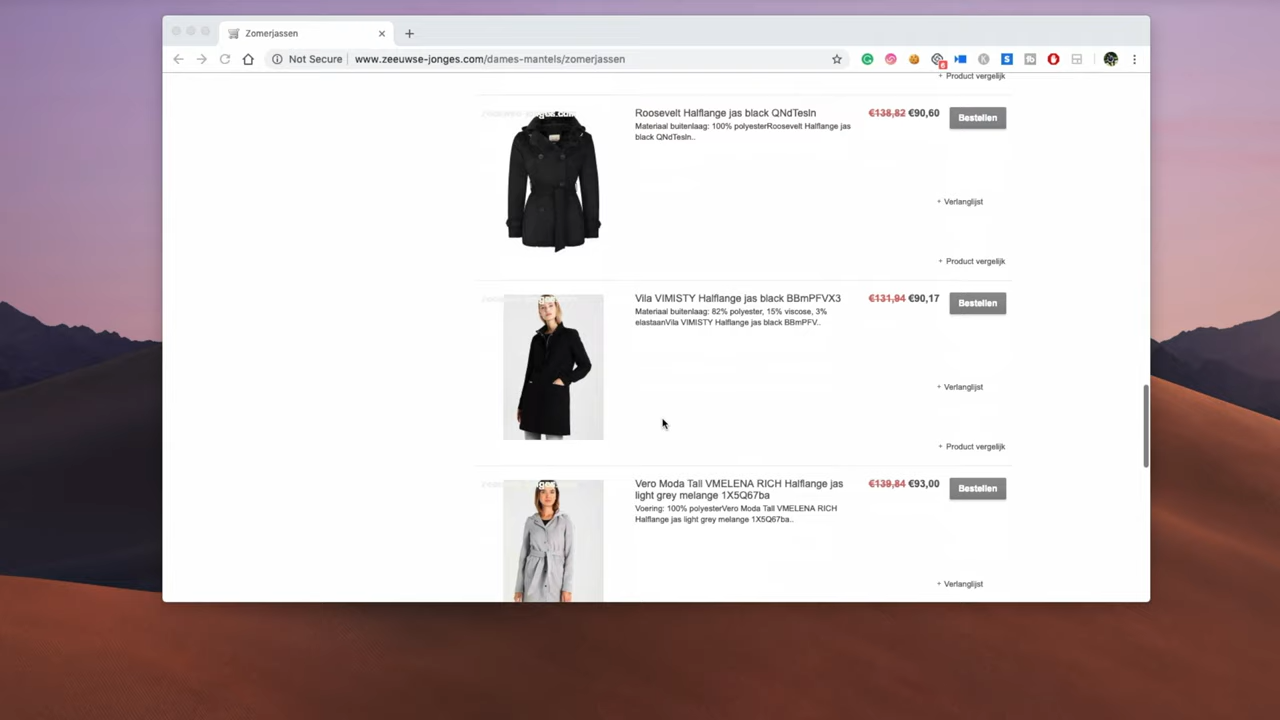 Zomerjassen
Not Secure
www.zeeuwse-jonges.com/dames-mantels/zomerjassen
6
+ Product vergelijk
Roosevelt Halflange jas black QNdTesln
€138,82 €90,60
Bestellen
Materiaal buitenlaag: 100% polyesterRoosevelt Halflange jas
black QNdTesln..
+ Verlanglijst
+ Product vergelijk
Vila VIMISTY Halflange jas black BBmPFVX3
€131,94 €90,17
Bestellen
Materiaal buitenlaag: 82% polyester, 15% viscose, 3%
elastaanVila VIMISTY Halflange jas black BBmPFV..
+ Verlanglijst
+ Product vergelijk
Vero Moda Tall VMELENA RICH Halflange jas
light grey melange 1X5Q67ba
€139,84 €93,00
Bestellen
Voering: 100% polyesterVero Moda Tall VMELENA RICH
Halflange jas light grey melange 1X5Q67ba..
+ Verlanglijst